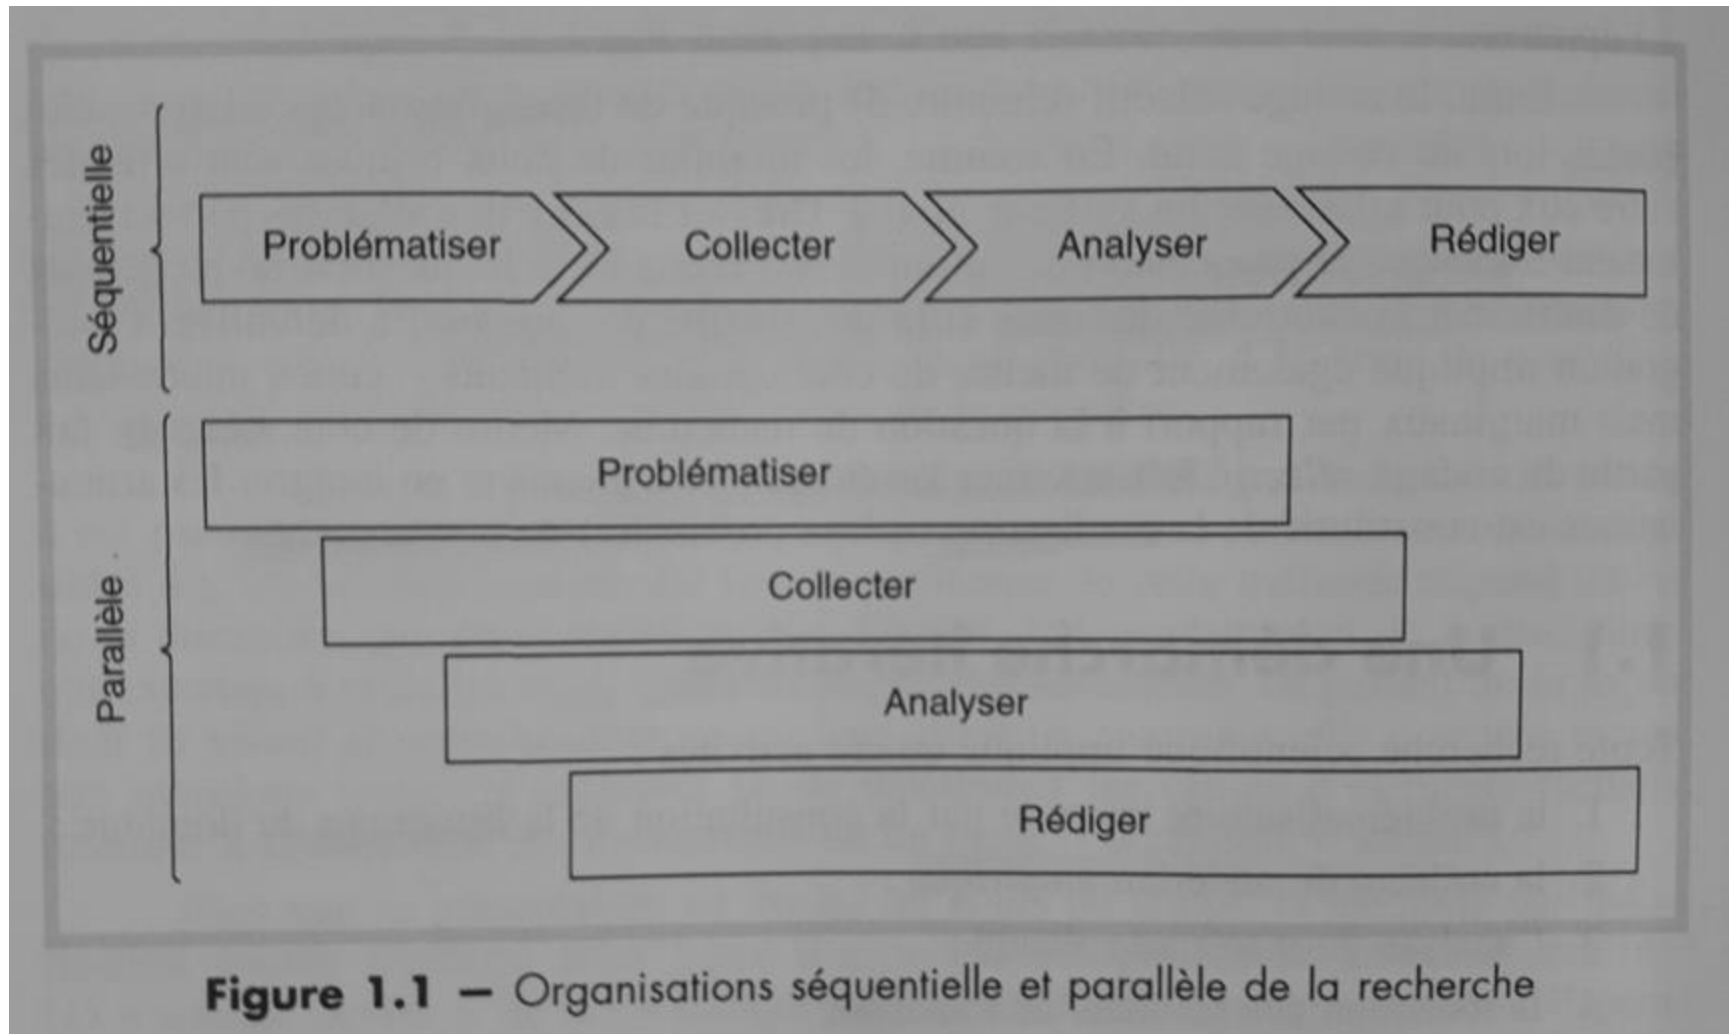 Séquentielle
Problématiser
Collecter
Analyser
Rédiger
Parallèle
Problématiser
Collecter
Analyser
Rédiger
Figure 1.1 — Organisations séquentielle et parallèle de la recherche